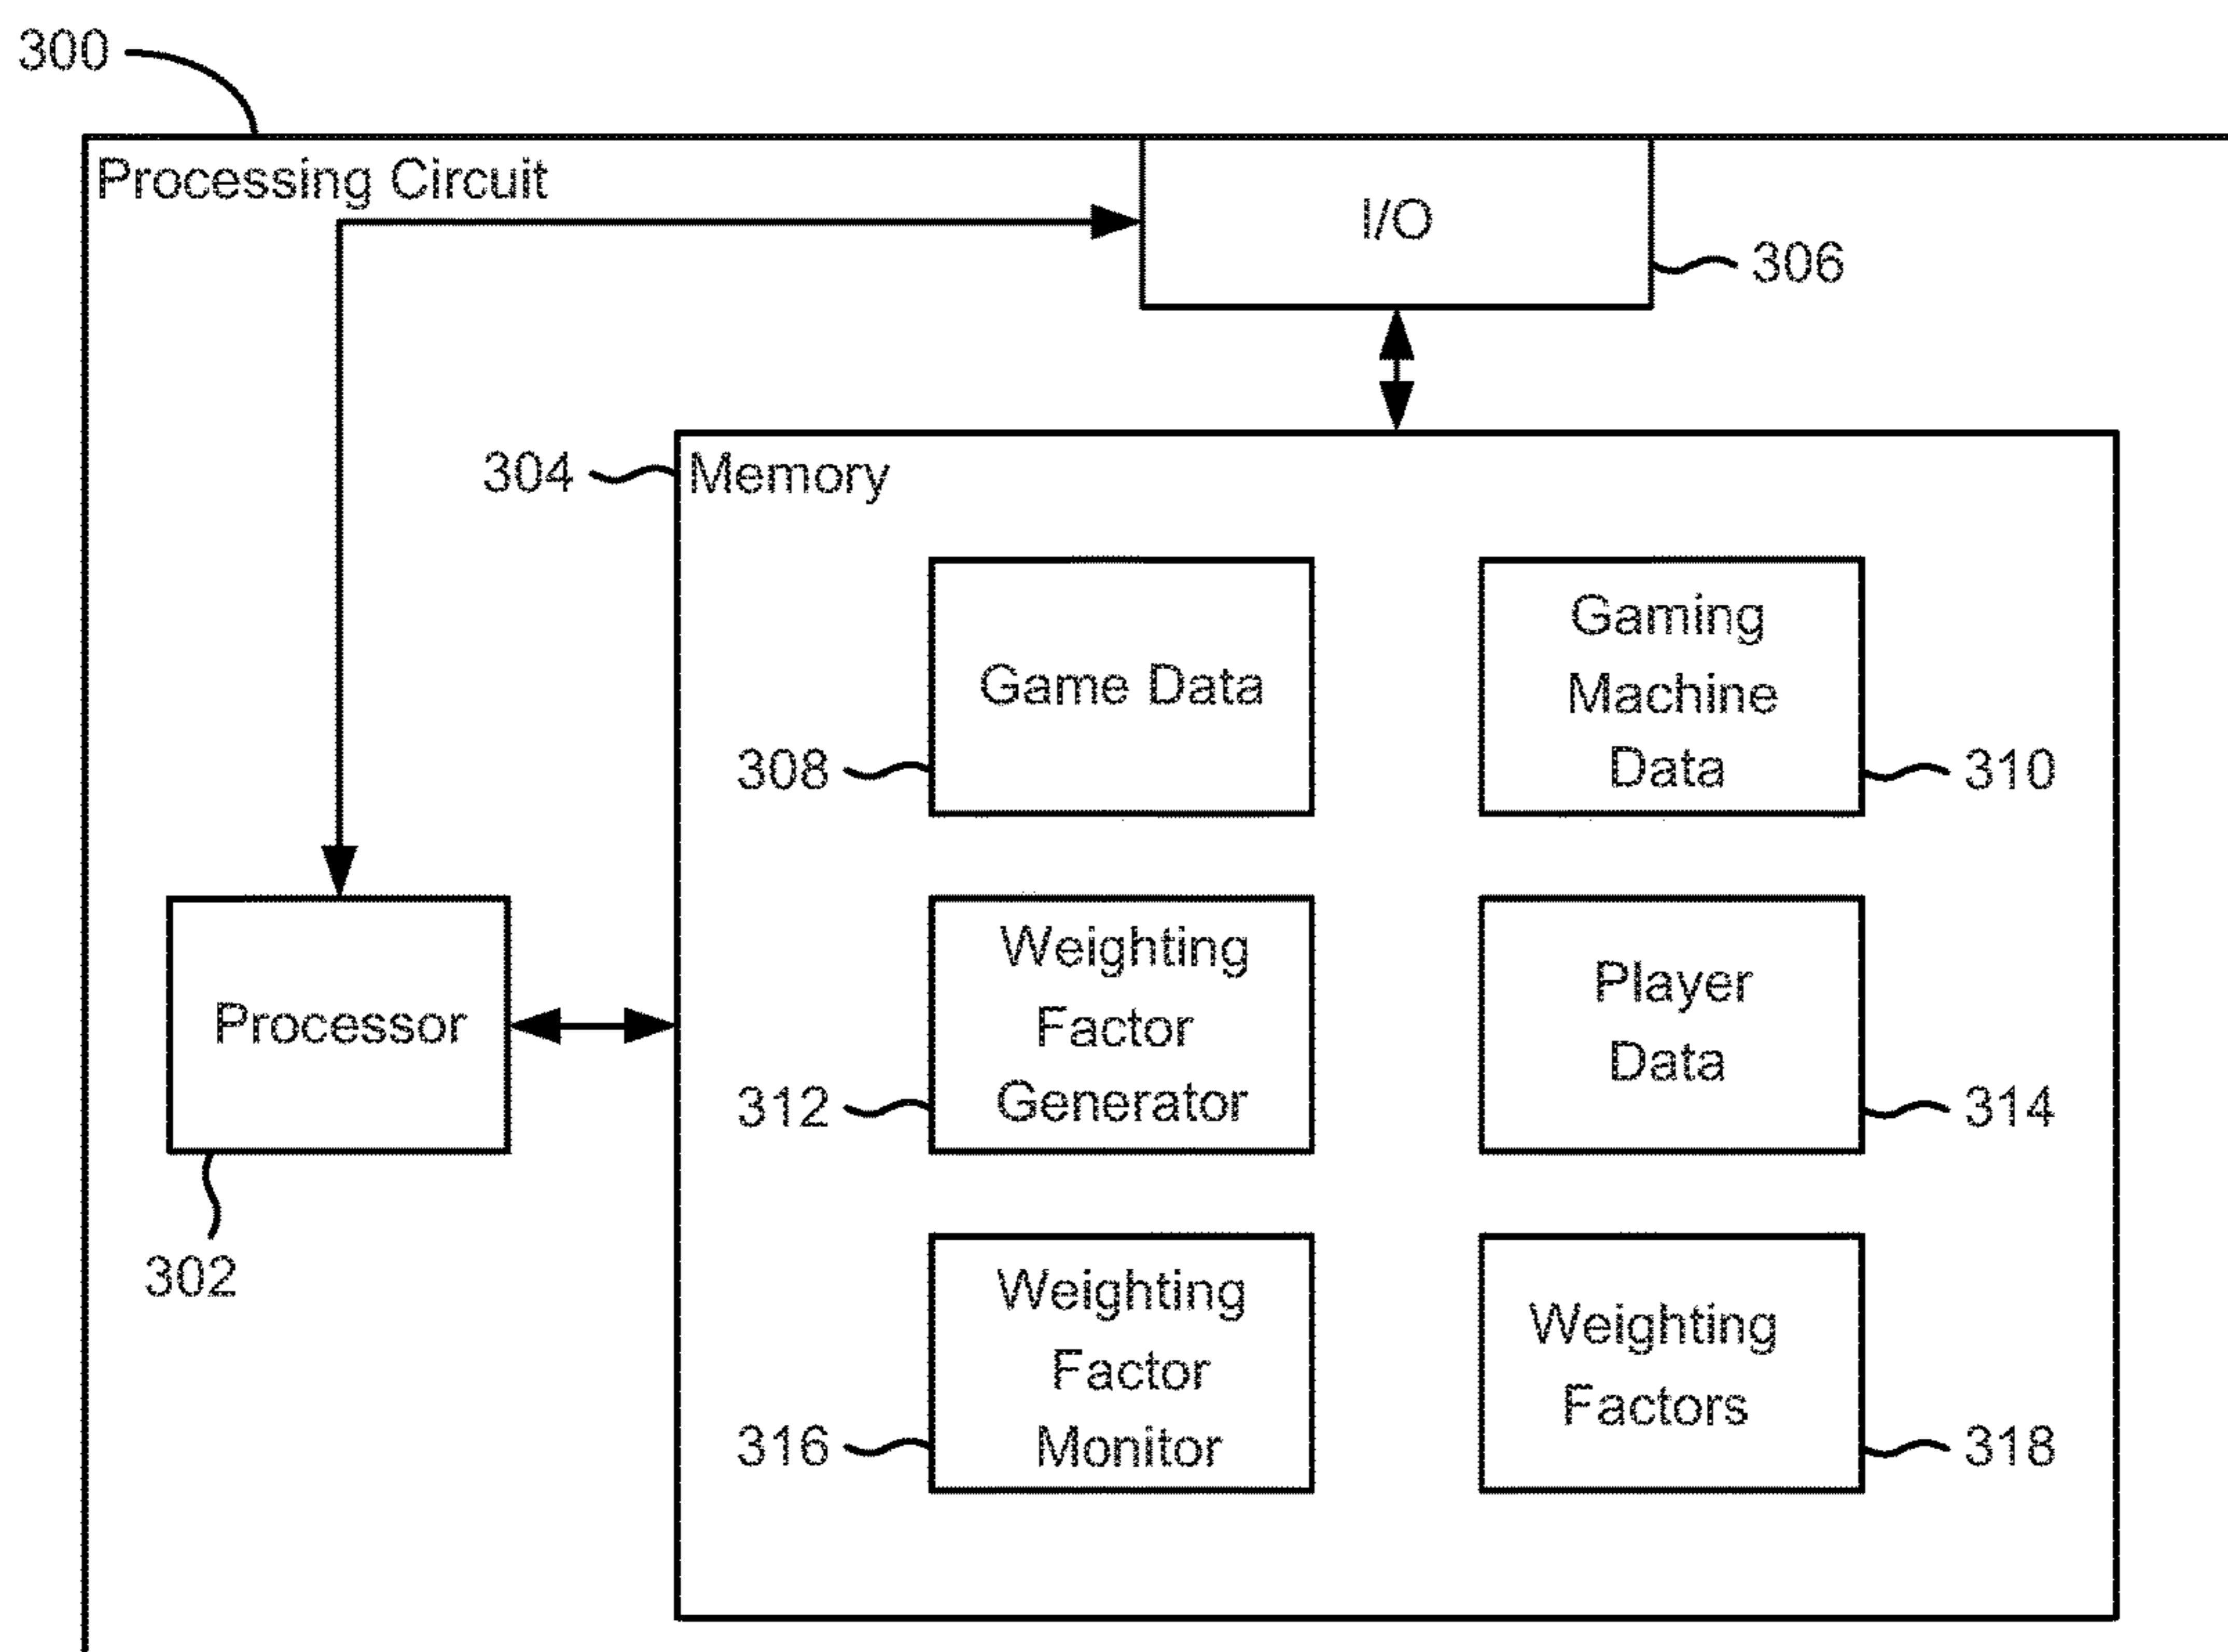 300
Processing Circuit
I/O
306
304
Memory
Game Data
308
Gaming
Machine
Data
310
Processor
302
Weighting
Factor
Generator
312
Player
Data
314
Weighting
Factor
Monitor
316
Weighting
Factors
318